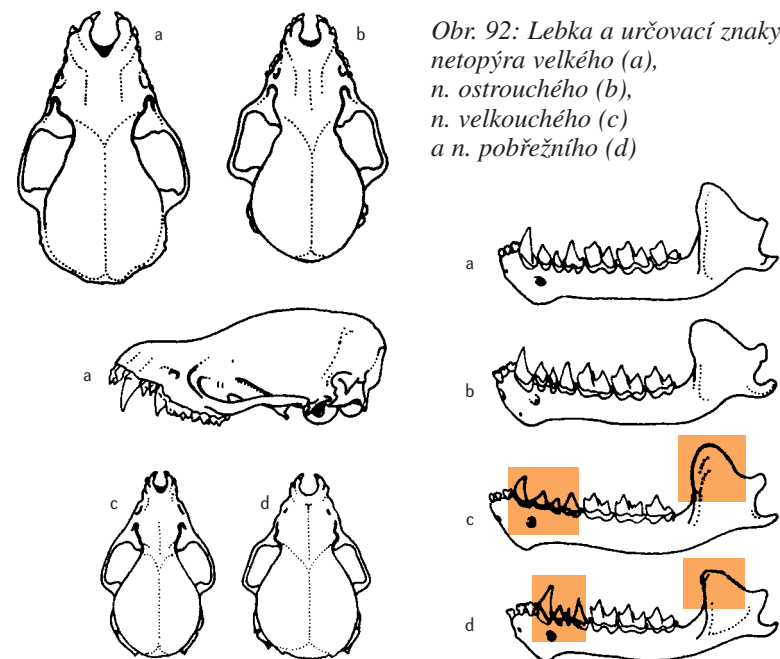 Obr. 92: Lebka a určovací znaky
netopýra velkého (a),
n. ostrouchého (b),
n. velkouchého (c)
a n. pobřežního (d)
a
b
a
c
d
a
b
c
d